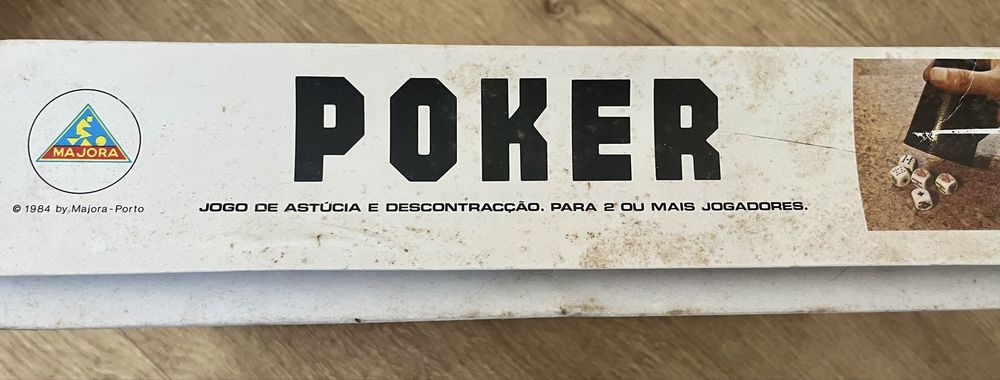 POKER
MAJORA
© 1984 by Majora-Porto
JOGO DE ASTÚCIA E DESCONTRACÇÃO. PARA 2 OU MAIS JOGADORES.